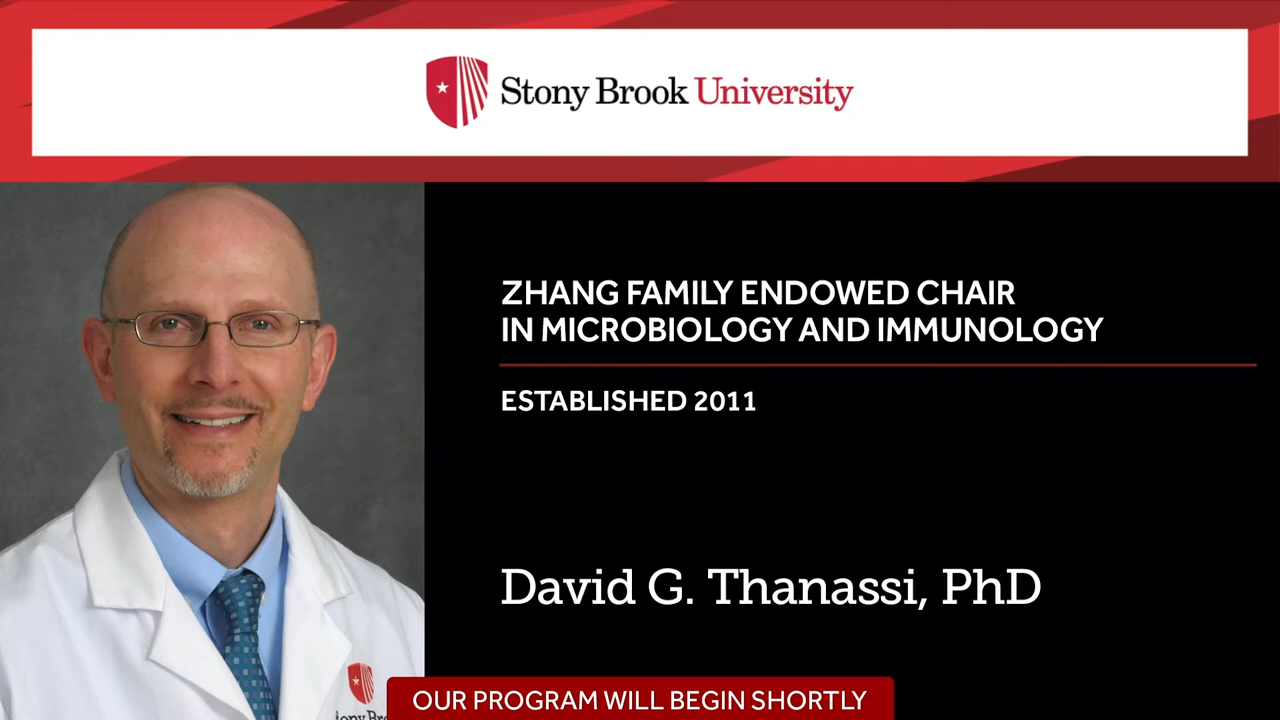 Stony Brook University
ZHANG FAMILY ENDOWED CHAIR
IN MICROBIOLOGY AND IMMUNOLOGY
ESTABLISHED 2011
David G. Thanassi, PhD
OUR PROGRAM WILL BEGIN SHORTLY